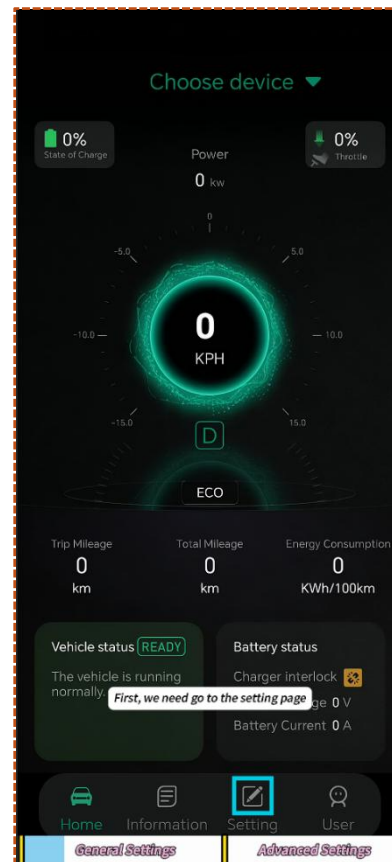 Choose device
0%
State of Charge
0%
Throttle
Power
0 kw
0
-5.0
5.0
-10.0
10.0
0
KPH
-15.0
15.0
D
ECO
Trip Mileage
Total Mileage
Energy Consumption
0
0
0
km
km
KWh/100km
Vehicle status READY
Battery status
The vehicle is running
normally.
Charger interlock
First, we need go to the setting page
ge 0 V
Battery Current 0 A
Home
Information
Setting
User
General Settings
Advanced Settings